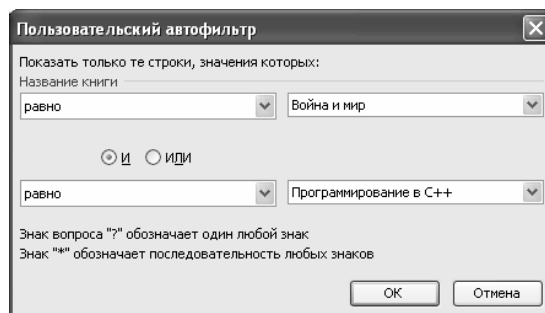 Пользовательский автофильтр
Показать только те строки, значения которых:
Название книги
равно Война и мир
И ИЛИ
равно Программирование в С++
Знак вопроса "?" обозначает один любой знак
Знак "*" обозначает последовательность любых знаков
ОК Отмена